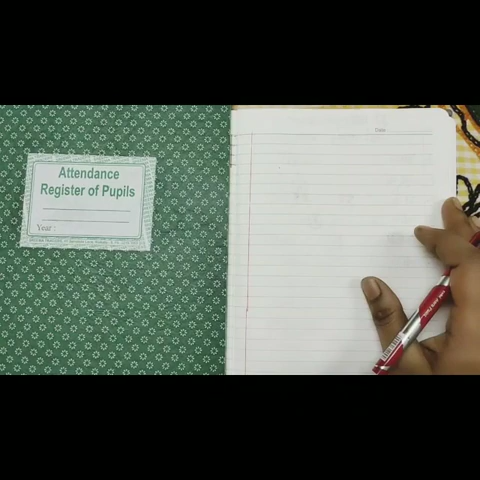 Attendance
Register of Pupils
Year :
Date